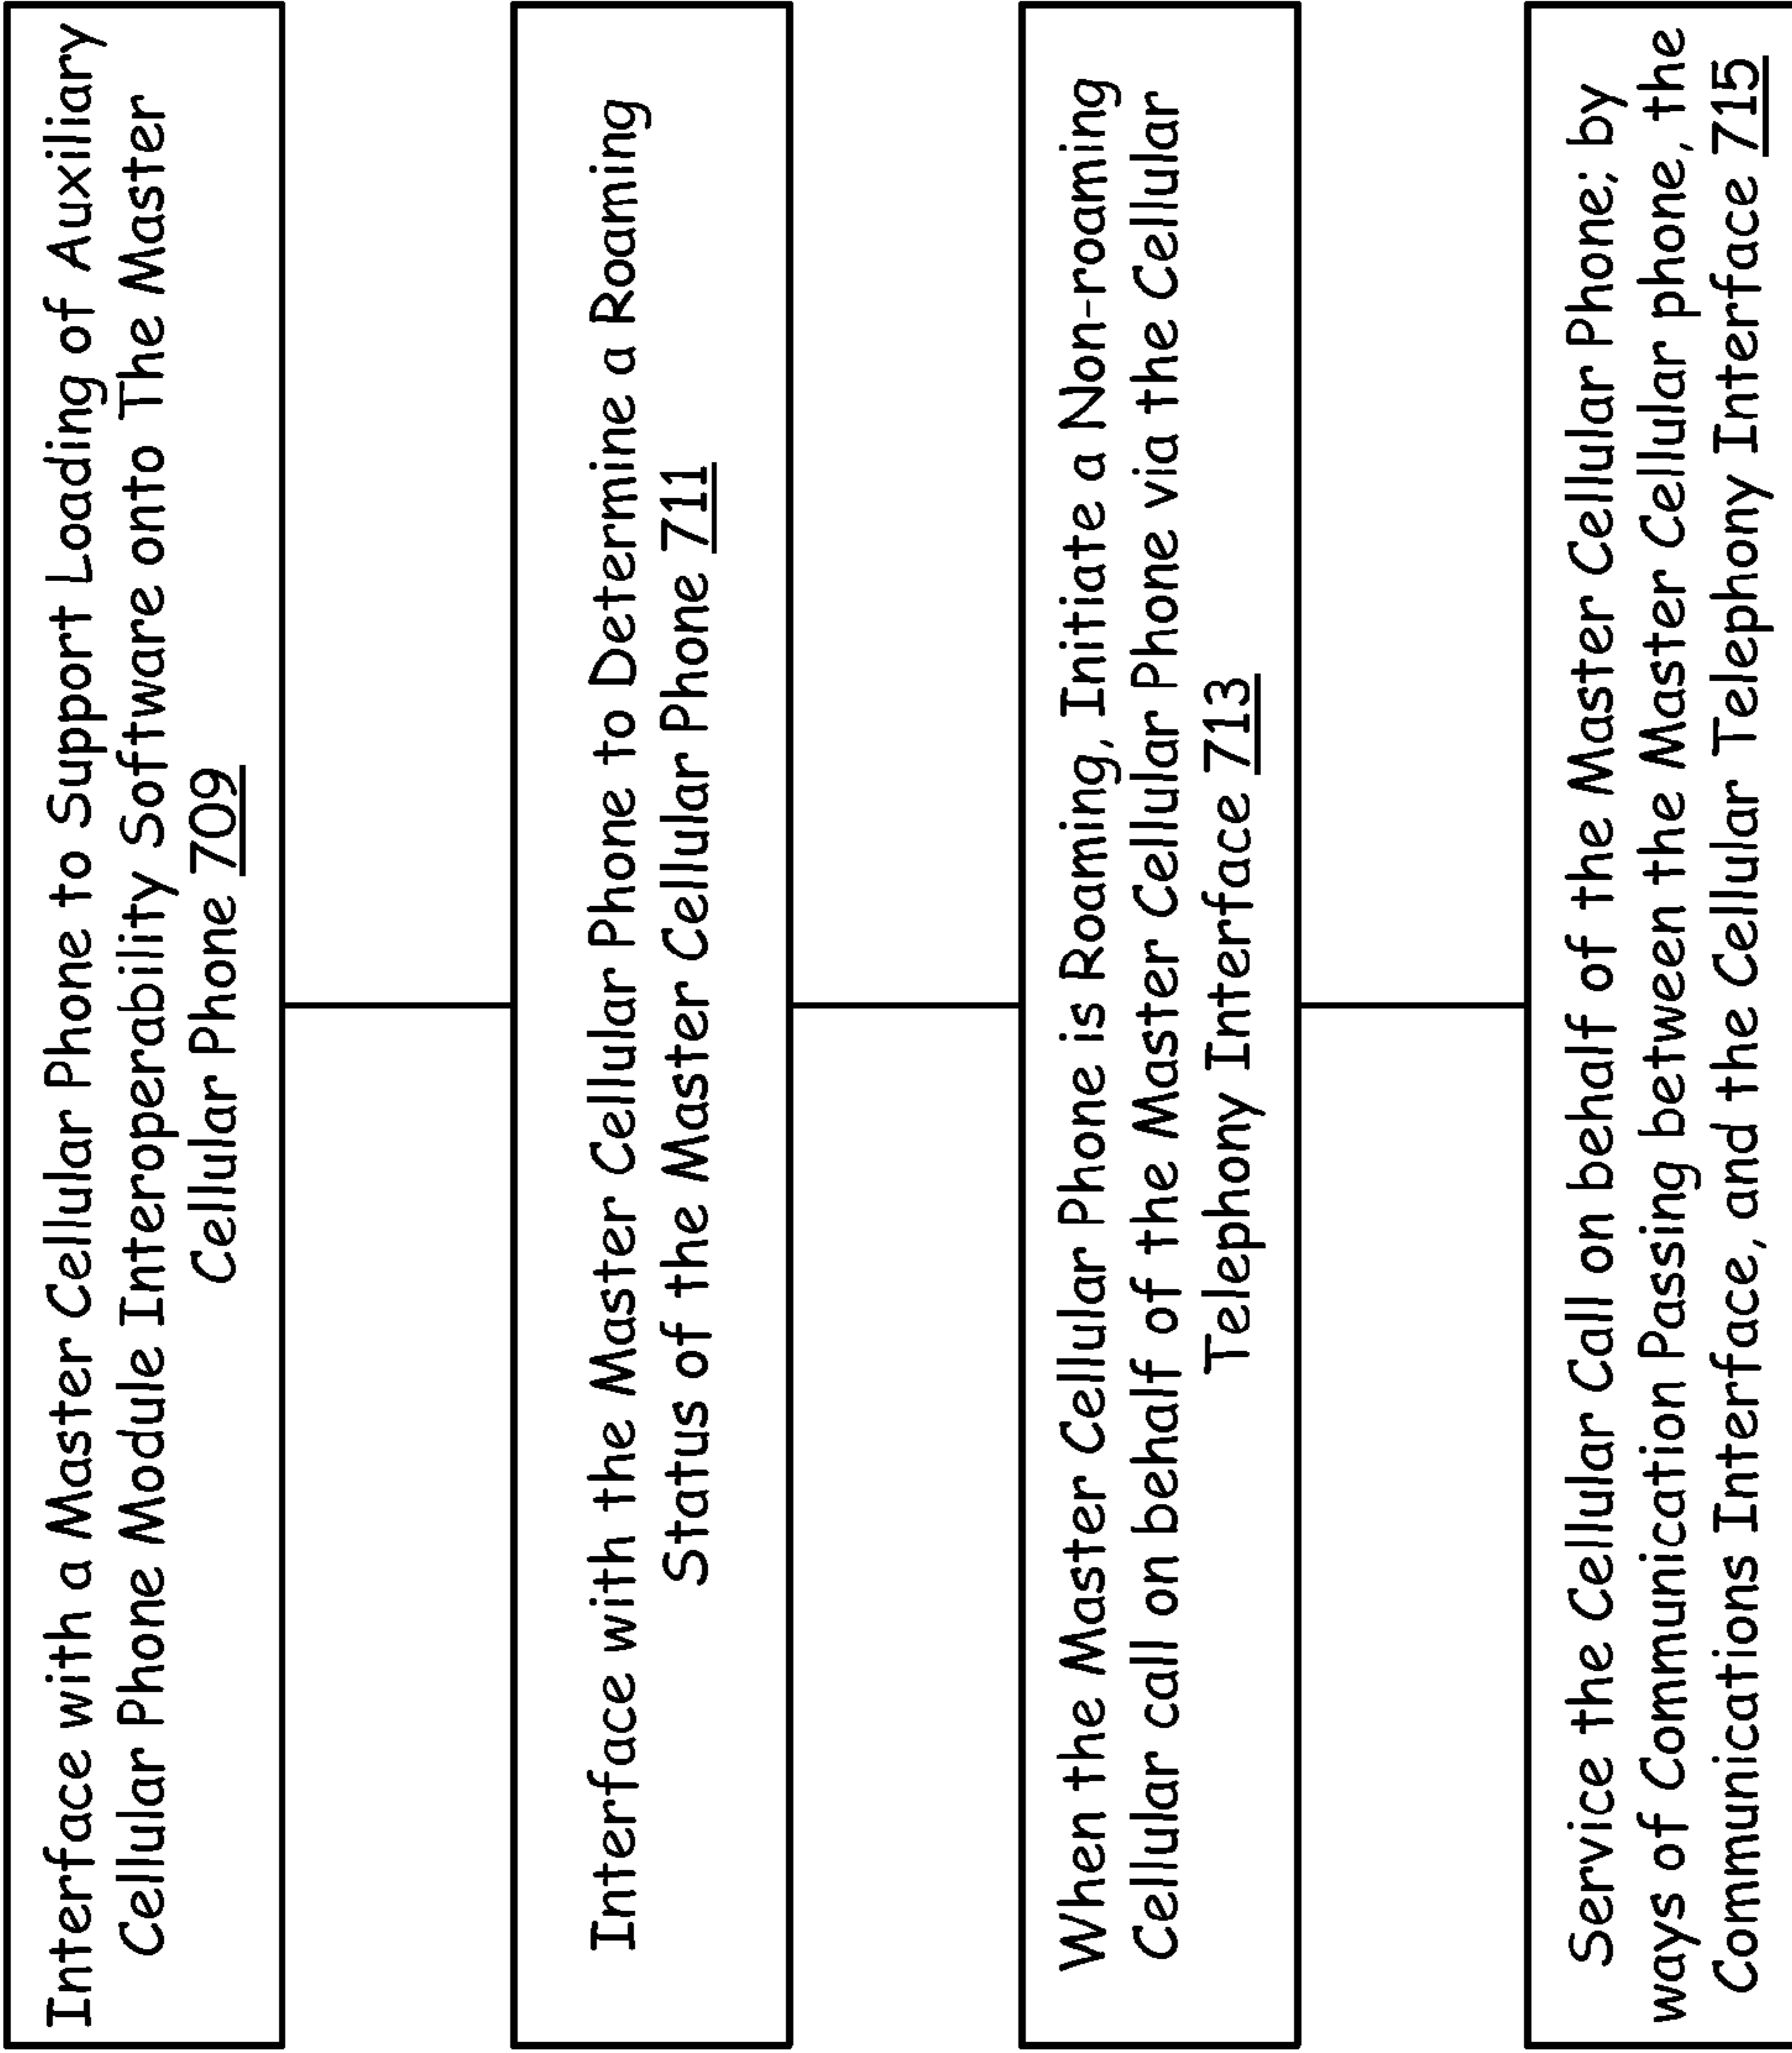 Interface with a Master Cellular Phone to Support Loading of Auxiliary
Cellular Phone Module Interoperability Software onto The Master
Cellular Phone 709
Interface with the Master Cellular Phone to Determine a Roaming
Status of the Master Cellular Phone 711
When the Master Cellular Phone is Roaming, Initiate a Non-roaming
Cellular call on behalf of the Master Cellular Phone via the Cellular
Telephony Interface 713
Service the Cellular Call on behalf of the Master Cellular Phone; by
ways of Communication Passing between the Master Cellular phone, the
Communications Interface, and the Cellular Telephony Interface 715